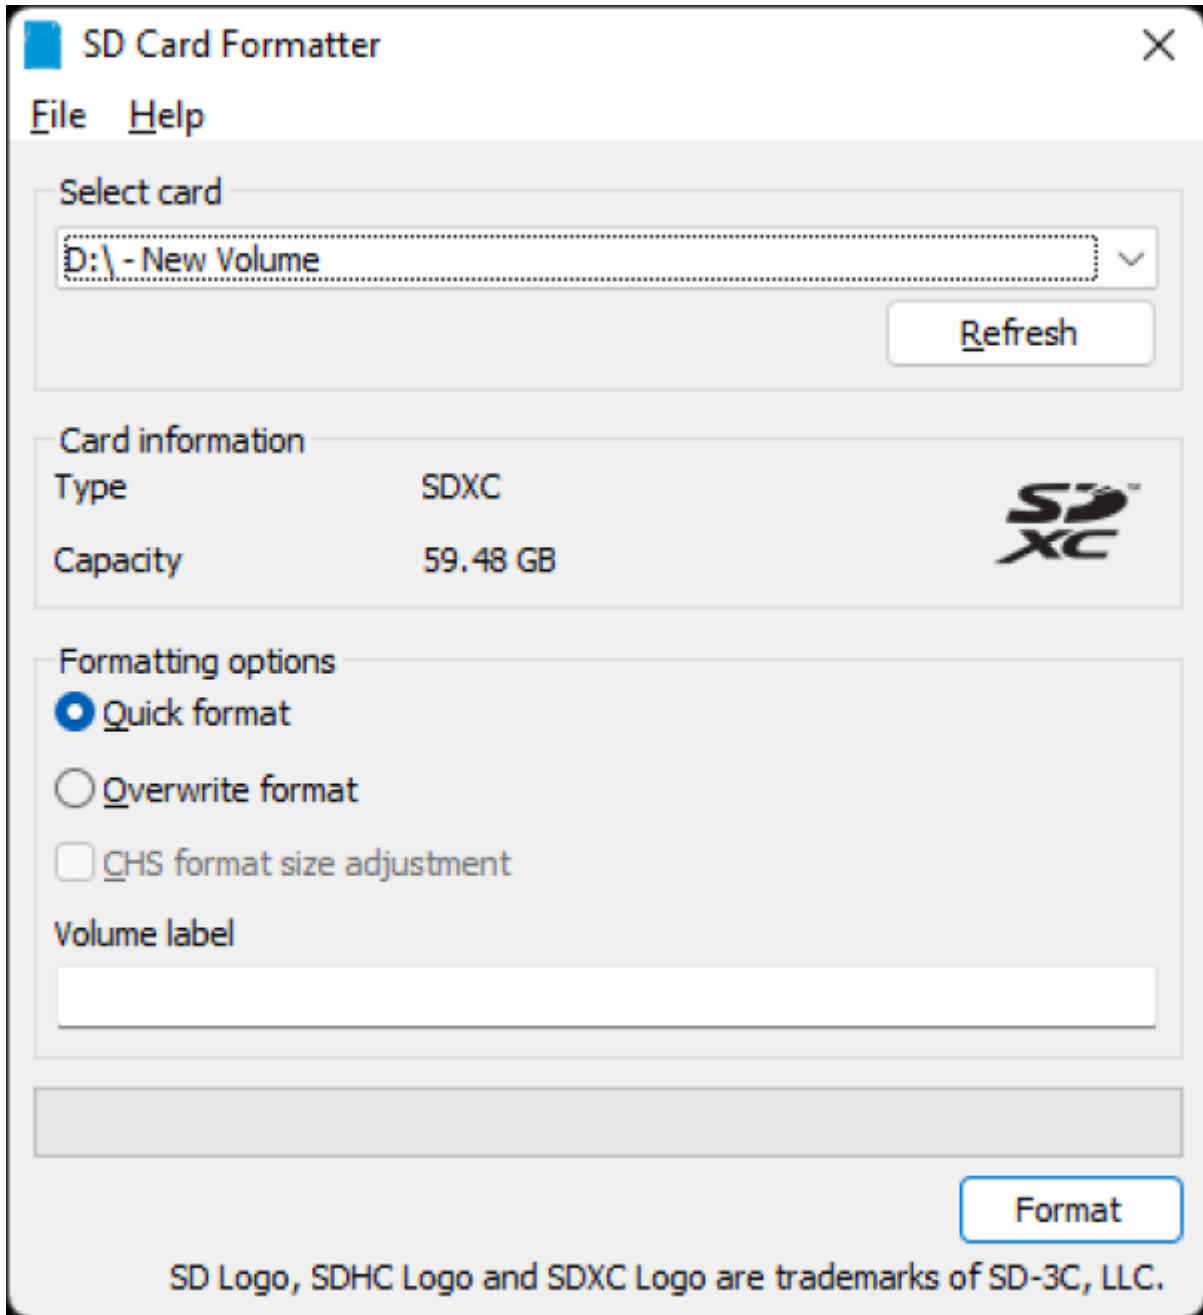 SD Card Formatter
File Help
Select card
D:\ - New Volume
Refresh
Card information
Type SDXC
Capacity 59.48 GB
SD XC™
Formatting options
Quick format
Overwrite format
CHS format size adjustment
Volume label
Format
SD Logo, SDHC Logo and SDXC Logo are trademarks of SD-3C, LLC.